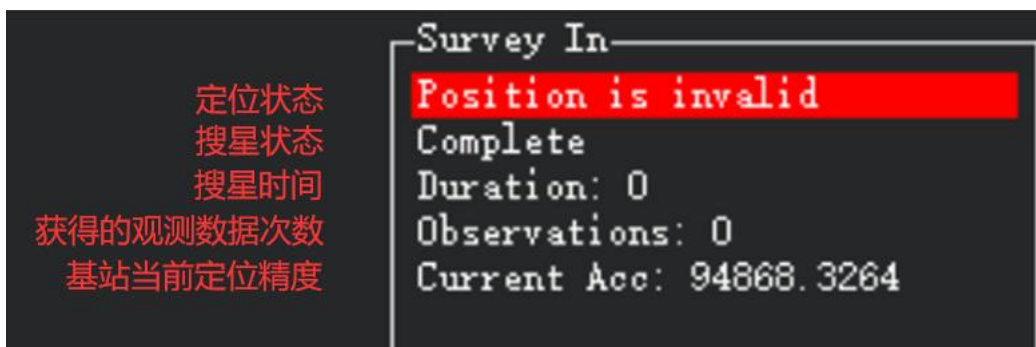 Survey In
定位状态 Position is invalid
搜星状态 Complete
搜星时间 Duration: 0
获得的观测数据次数 Observations: 0
基站当前定位精度 Current Acc: 94868.3264